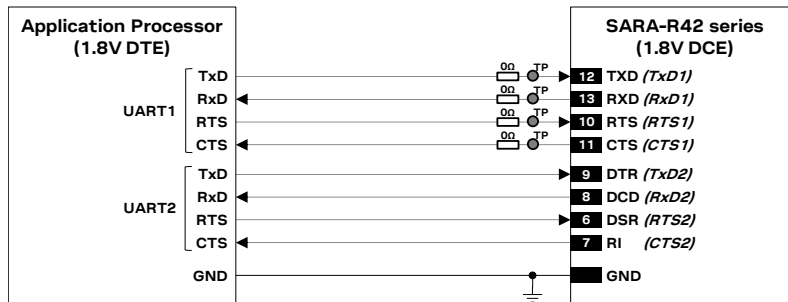 Application Processor
(1.8V DTE)
SARA-R42 series
(1.8V DCE)
UART1
TxD 0Ω TP 12 TXD (TxD1)
RxD 0Ω TP 13 RXD (RxD1)
RTS 0Ω TP 10 RTS (RTS1)
CTS 0Ω TP 11 CTS (CTS1)
UART2
TxD 9 DTR (TxD2)
RxD 8 DCD (RxD2)
RTS 6 DSR (RTS2)
CTS 7 RI (CTS2)
GND GND